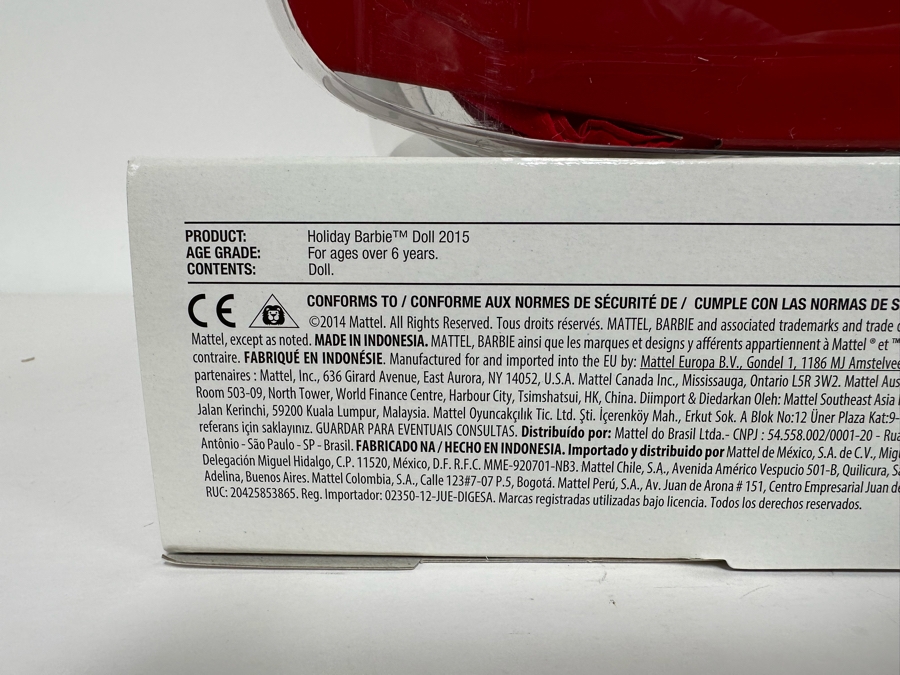 PRODUCT: Holiday Barbie™ Doll 2015
AGE GRADE: For ages over 6 years.
CONTENTS: Doll.
CE CONFORMS TO / CONFORME AUX NORMES DE SÉCURITÉ DE / CUMPLE CON LAS NORMAS DE
©2014 Mattel. All Rights Reserved. Tous droits réservés. MATTEL, BARBIE and associated trademarks and trade
Mattel, except as noted. MADE IN INDONESIA. MATTEL, BARBIE ainsi que les marques et designs y afférents appartiennent à Mattel ® et ™
contraire. FABRIQUÉ EN INDONÉSIE. Manufactured for and imported into the EU by: Mattel Europa B.V., Gondel 1, 1186 MJ
partenaires : Mattel, Inc., 636 Girard Avenue, East Aurora, NY 14052, U.S.A. Mattel Canada Inc., Mississauga, Ontario L5R 3W2. Mattel
Room 503-09, North Tower, World Finance Centre, Harbour City, Tsimshatsui, HK, China. Diimport & Diedarkan Oleh: Mattel Southeast Asia
Jalan Kerinchi, 59200 Kuala Lumpur, Malaysia. Mattel Oyuncakçılık Tic. Ltd. Şti. İçerenköy Mah., Erkut Sok. A Blok No:12 Üner Plaza Kat:9-
referans için saklayınız. GUARDAR PARA EVENTUAIS CONSULTAS. Distribuído por: Mattel do Brasil Ltda.- CNPJ : 54.558.002/0001-20 - Rua
Antônio - São Paulo - SP - Brasil. FABRICADO NA / HECHO EN INDONESIA. Importado y distribuido por Mattel de México, S.A. de C.V.,
Delegación Miguel Hidalgo, C.P. 11520, México, D.F. R.F.C. MME-920701-NB3. Mattel Chile, S.A., Avenida Américo Vespucio 501-B, Quilicura,
Adelina, Buenos Aires. Mattel Colombia, S.A., Calle 123#7-07 P.5, Bogotá. Mattel Perú, S.A., Av. Juan de Arona # 151, Centro Empresarial Juan de
RUC: 20425853865. Reg. Importador: 02350-12-JUE-DIGESA. Marcas registradas utilizadas bajo licencia. Todos los derechos reservados.